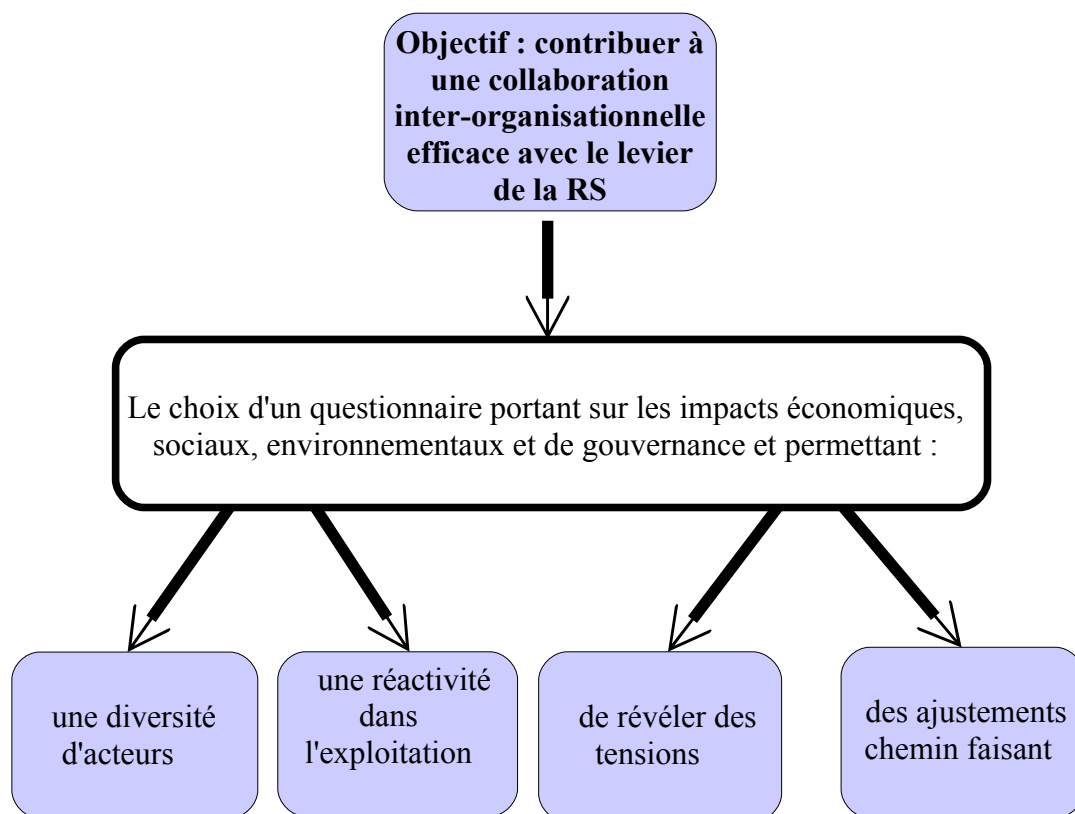 Objectif : contribuer à
une collaboration
inter-organisationnelle
efficace avec le levier
de la RS
Le choix d'un questionnaire portant sur les impacts économiques,
sociaux, environnementaux et de gouvernance et permettant :
une diversité
d'acteurs
une réactivité
dans
l'exploitation
de révéler des
tensions
des ajustements
chemin faisant